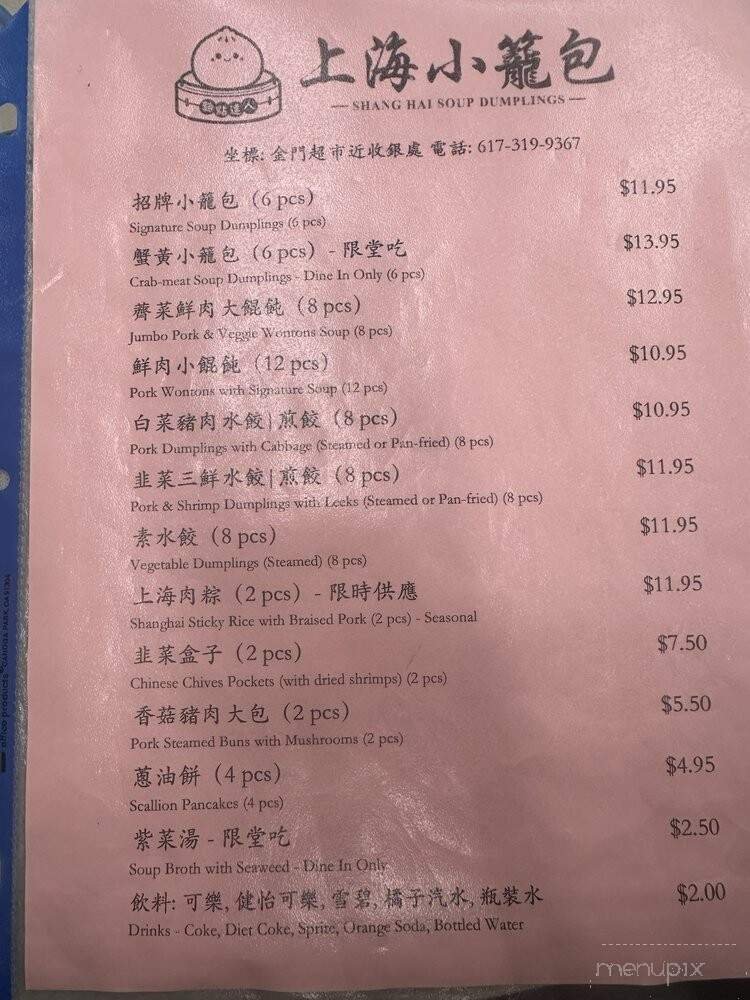 上海小籠包
— SHANG HAI SOUP DUMPLINGS —
坐標: 金門超市近收銀處 電話: 617-319-9367
招牌小籠包（6 pcs） $11.95
Signature Soup Dumplings (6 pcs)
蟹黃小籠包（6 pcs）- 限堂吃 $13.95
Crab-meat Soup Dumplings - Dine In Only (6 pcs)
薺菜鮮肉大餛飩（8 pcs） $12.95
Jumbo Pork & Veggie Wontons Soup (8 pcs)
鮮肉小餛飩（12 pcs） $10.95
Pork Wontons with Signature Soup (12 pcs)
白菜豬肉水餃|煎餃（8 pcs） $10.95
Pork Dumplings with Cabbage (Steamed or Pan-fried) (8 pcs)
韭菜三鮮水餃|煎餃（8 pcs） $11.95
Pork & Shrimp Dumplings with Leeks (Steamed or Pan-fried) (8 pcs)
素水餃（8 pcs） $11.95
Vegetable Dumplings (Steamed) (8 pcs)
上海肉粽（2 pcs）- 限時供應 $11.95
Shanghai Sticky Rice with Braised Pork (2 pcs) - Seasonal
韭菜盒子（2 pcs） $7.50
Chinese Chives Pockets (with dried shrimps) (2 pcs)
香菇豬肉大包（2 pcs） $5.50
Pork Steamed Buns with Mushrooms (2 pcs)
蔥油餅（4 pcs） $4.95
Scallion Pancakes (4 pcs)
紫菜湯 - 限堂吃 $2.50
Soup Broth with Seaweed - Dine In Only
飲料: 可樂, 健怡可樂, 雪碧, 橘子汽水, 瓶裝水 $2.00
Drinks - Coke, Diet Coke, Sprite, Orange Soda, Bottled Water
menupix
office products CANOGA PARK, CA 91304